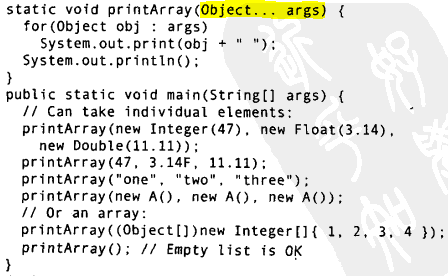 static void printArray(Object... args) {
for(Object obj : args)
System.out.print(obj + " ");
System.out.println();
}
public static void main(String[] args) {
// Can take individual elements:
printArray(new Integer(47), new Float(3.14),
new Double(11.11));
printArray(47, 3.14F, 11.11);
printArray("one", "two", "three");
printArray(new A(), new A(), new A());
// Or an array:
printArray((Object[])new Integer[]{ 1, 2, 3, 4 });
printArray(); // Empty list is OK
}